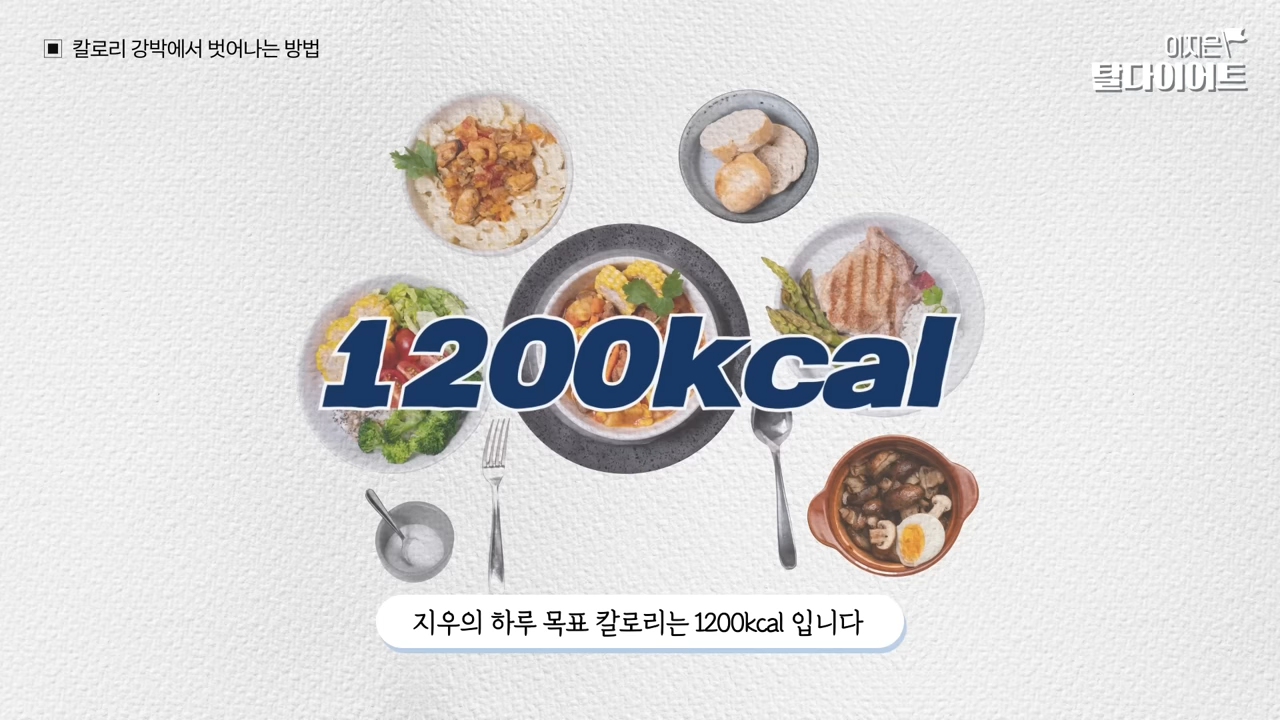 칼로리 강박에서 벗어나는 방법
이지은
탈다이어트
1200kcal
지우의 하루 목표 칼로리는 1200kcal 입니다